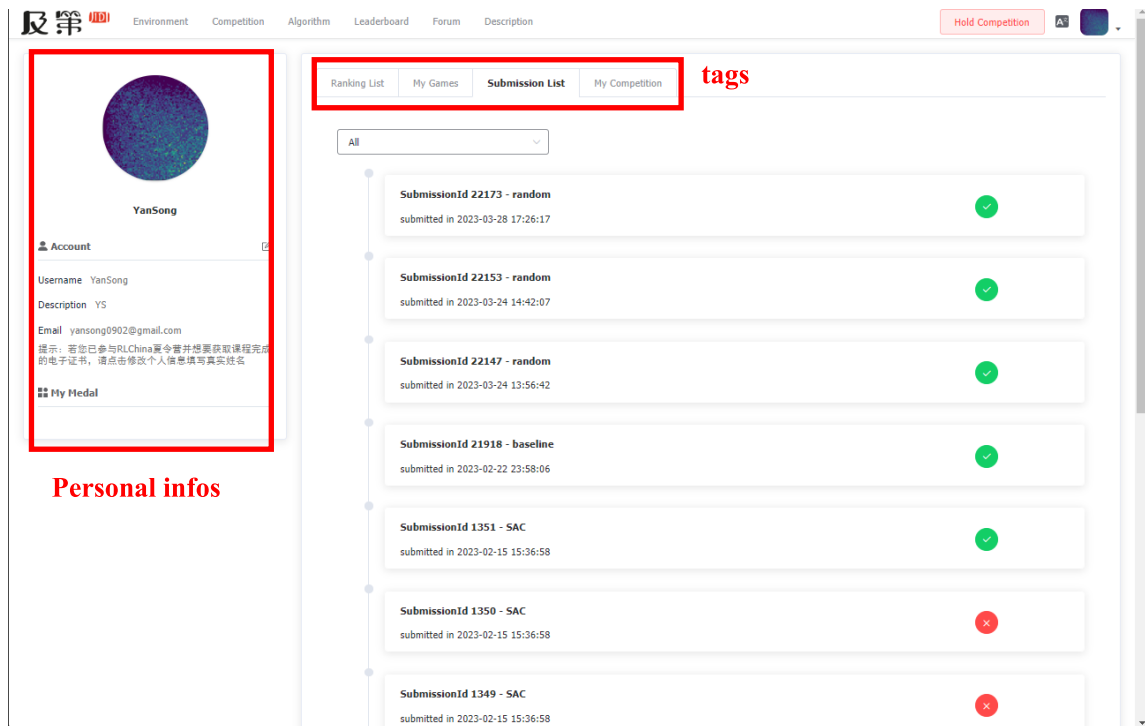 及第 JIDI
Environment
Competition
Algorithm
Leaderboard
Forum
Description
Hold Competition
YanSong
Account
Username YanSong
Description YS
Email yansong0902@gmail.com
提示：若您已参与RLChina夏令营并想要获取课程完成
的电子证书，请点击修改个人信息填写真实姓名
My Medal
Personal infos
Ranking List
My Games
Submission List
My Competition
tags
All
SubmissionId 22173 - random
submitted in 2023-03-28 17:26:17
SubmissionId 22153 - random
submitted in 2023-03-24 14:42:07
SubmissionId 22147 - random
submitted in 2023-03-24 13:56:42
SubmissionId 21918 - baseline
submitted in 2023-02-22 23:58:06
SubmissionId 1351 - SAC
submitted in 2023-02-15 15:36:58
SubmissionId 1350 - SAC
submitted in 2023-02-15 15:36:58
SubmissionId 1349 - SAC
submitted in 2023-02-15 15:36:58